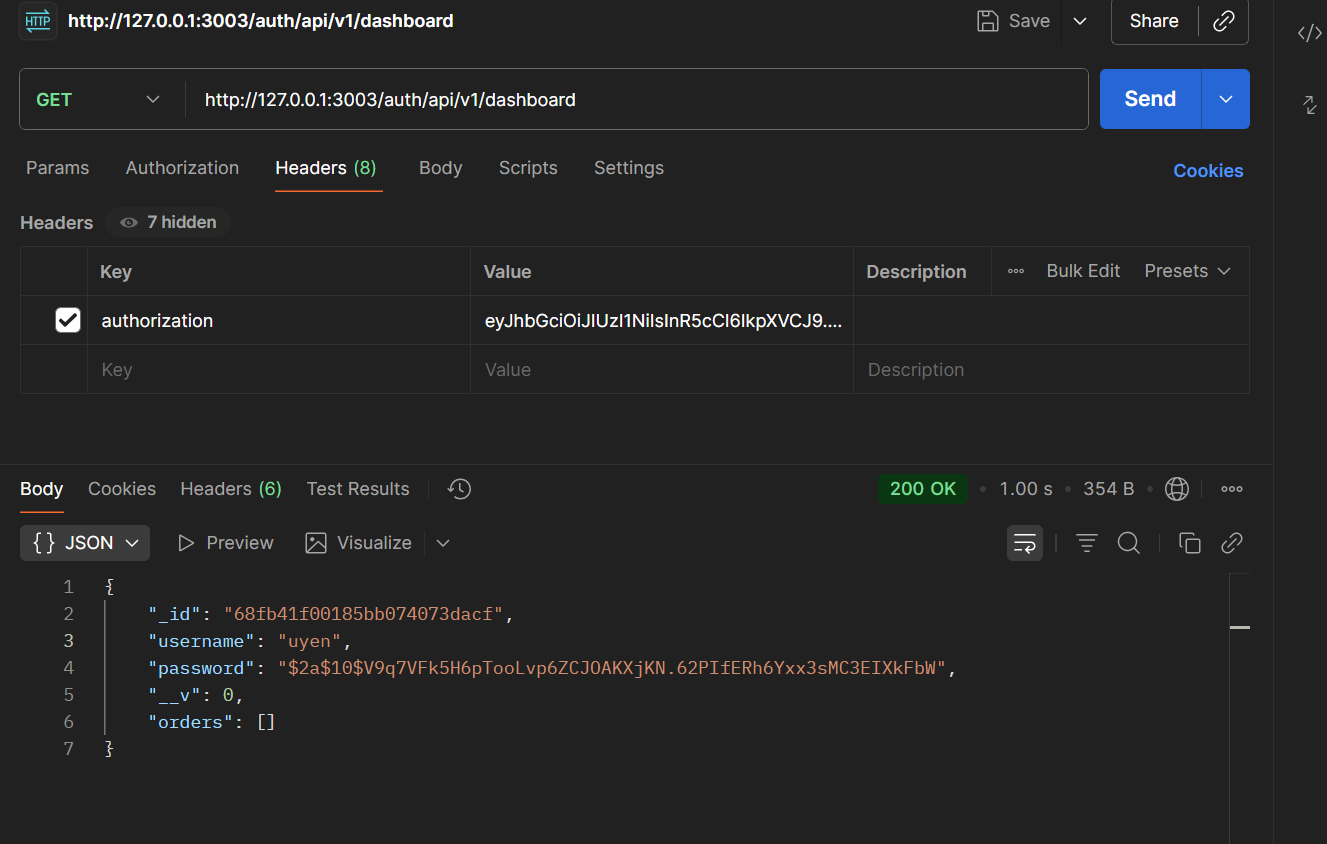 HTTP http://127.0.0.1:3003/auth/api/v1/dashboard Save Share
GET http://127.0.0.1:3003/auth/api/v1/dashboard Send
Params Authorization Headers (8) Body Scripts Settings Cookies
Headers 7 hidden
Key Value Description Bulk Edit Presets
authorization eyJhbGciOiJIUzI1NiIsInR5cCI6IkpXVCJ9....
Key Value Description
Body Cookies Headers (6) Test Results 200 OK • 1.00 s • 354 B
{} JSON Preview Visualize
1 {
2 "_id": "68fb41f00185bb074073dacf",
3 "username": "uyen",
4 "password": "$2a$10$V9q7VFk5H6pTooLvp6ZCJOAKXjKN.62PIfERh6Yxx3sMC3EIXkFbW",
5 "__v": 0,
6 "orders": []
7 }